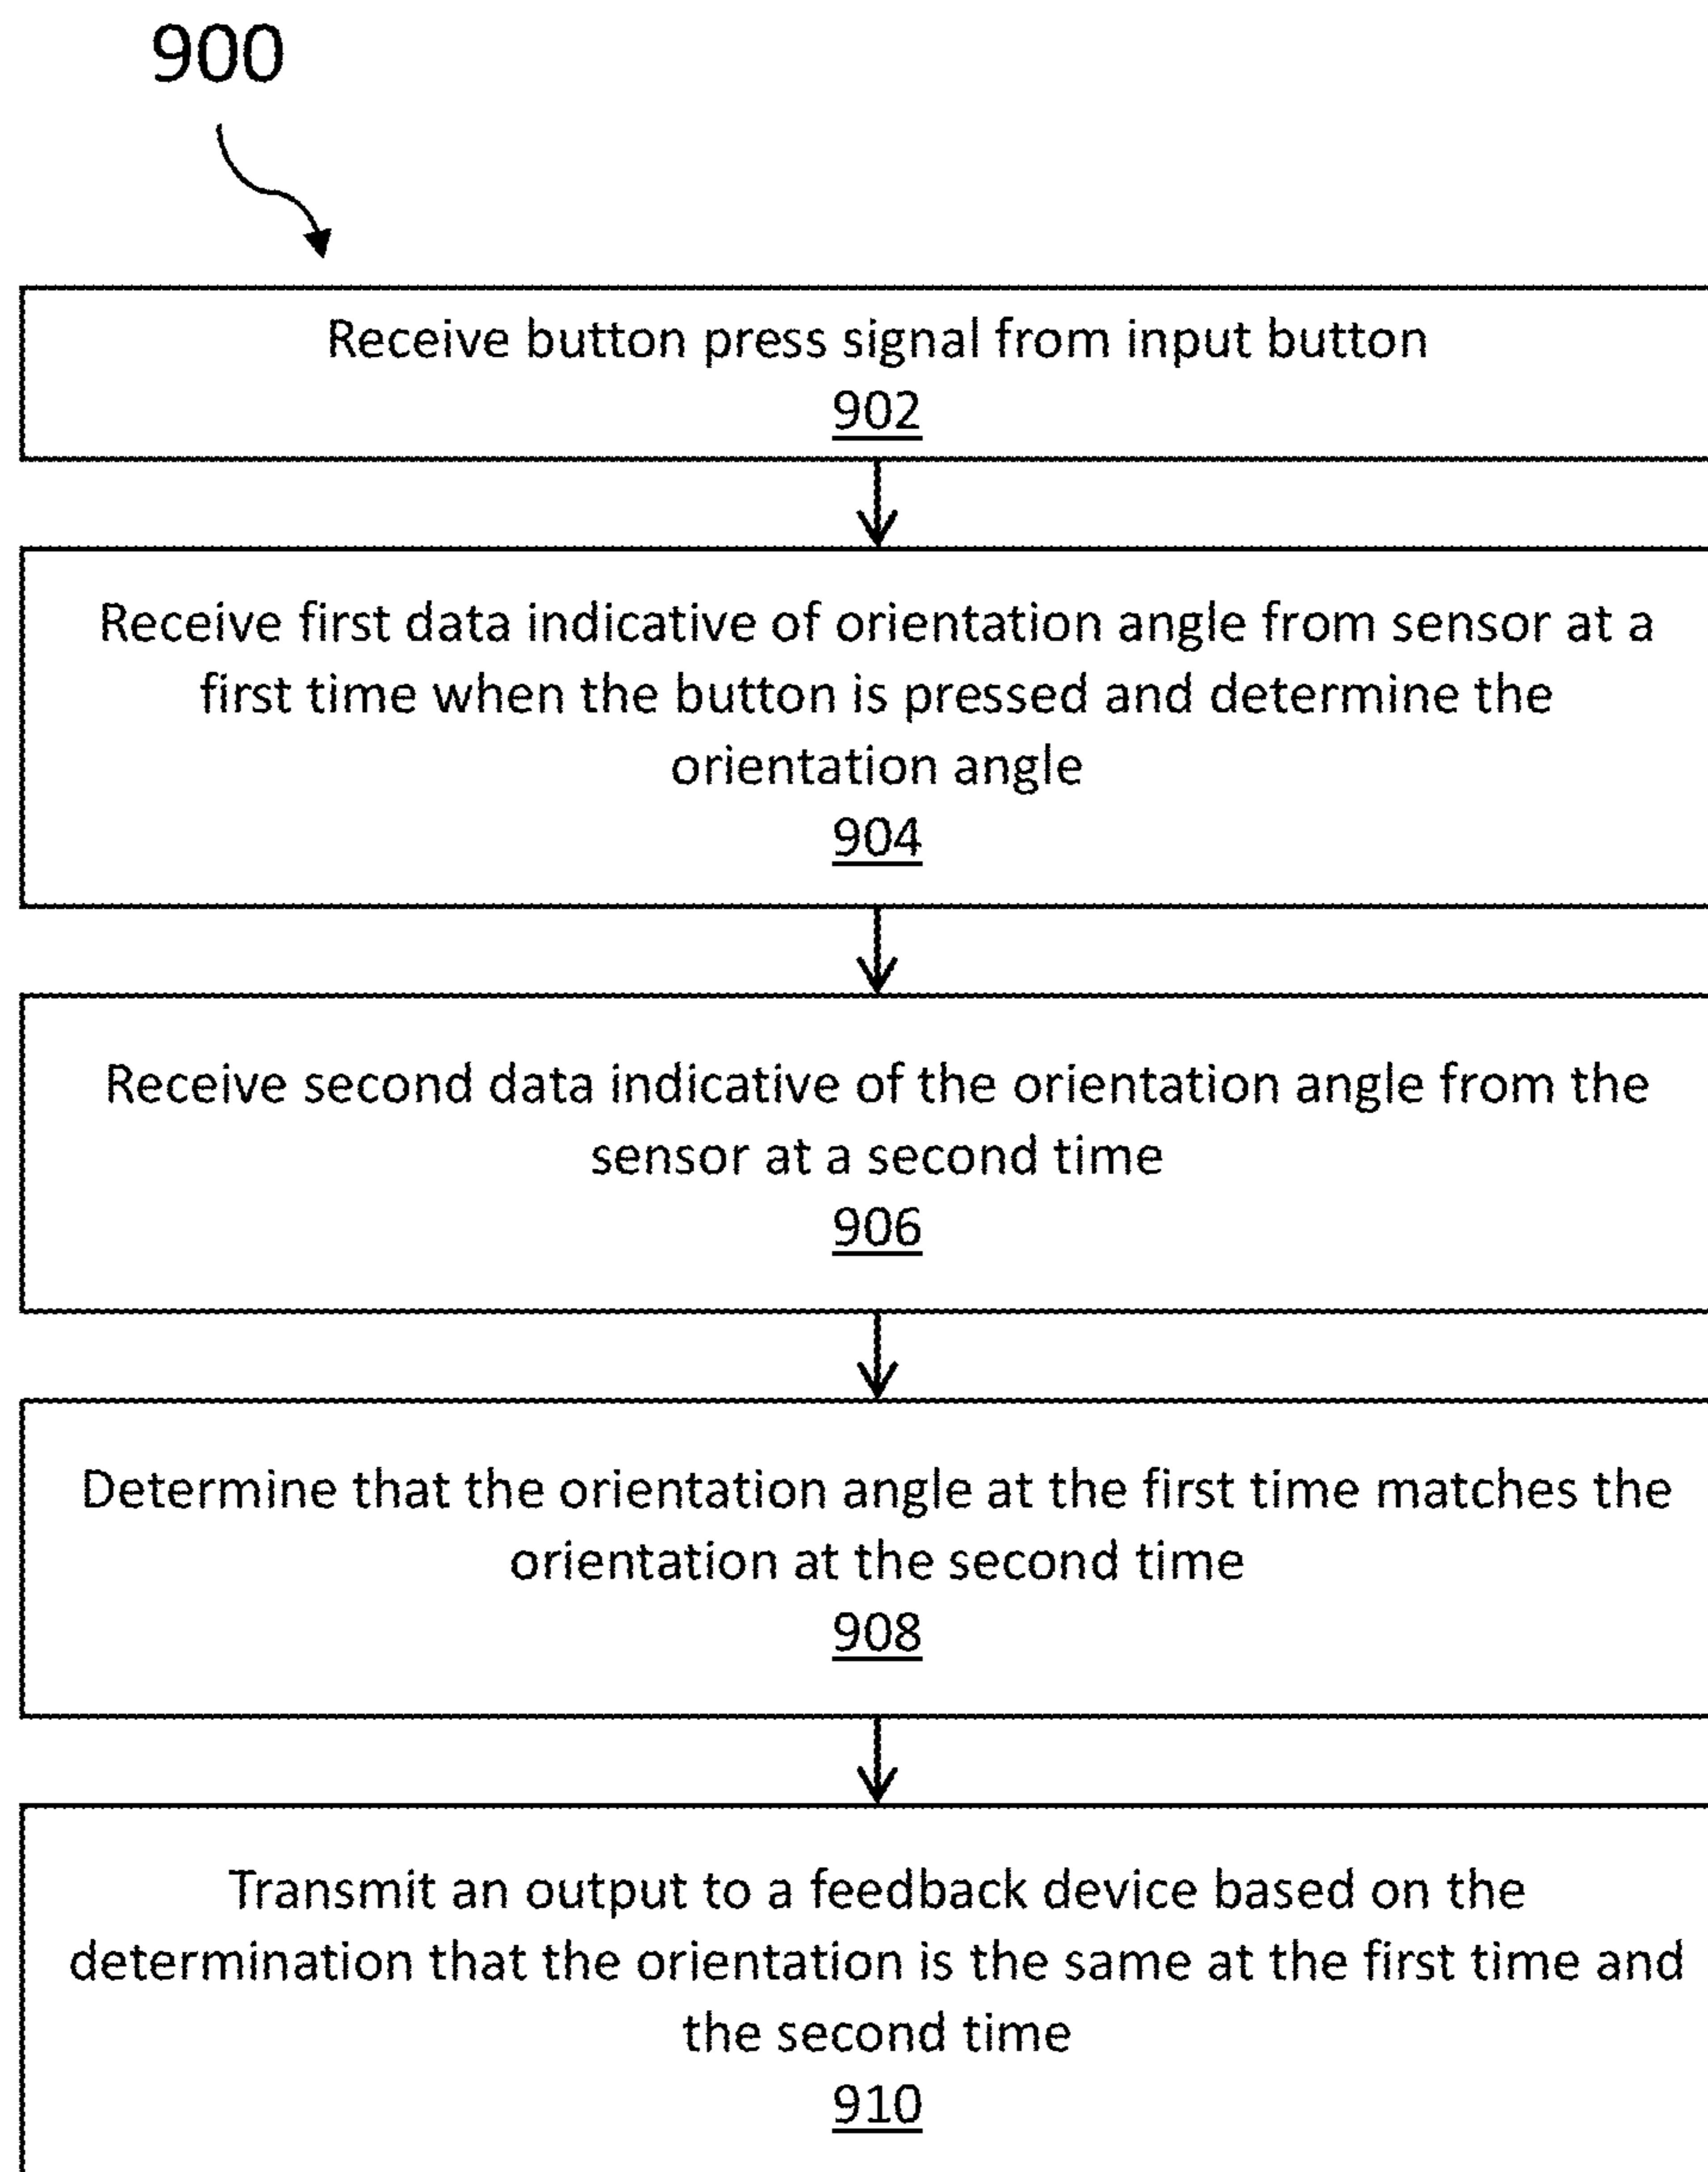 900
Receive button press signal from input button
902
Receive first data indicative of orientation angle from sensor at a
first time when the button is pressed and determine the
orientation angle
904
Receive second data indicative of the orientation angle from the
sensor at a second time
906
Determine that the orientation angle at the first time matches the
orientation at the second time
908
Transmit an output to a feedback device based on the
determination that the orientation is the same at the first time and
the second time
910